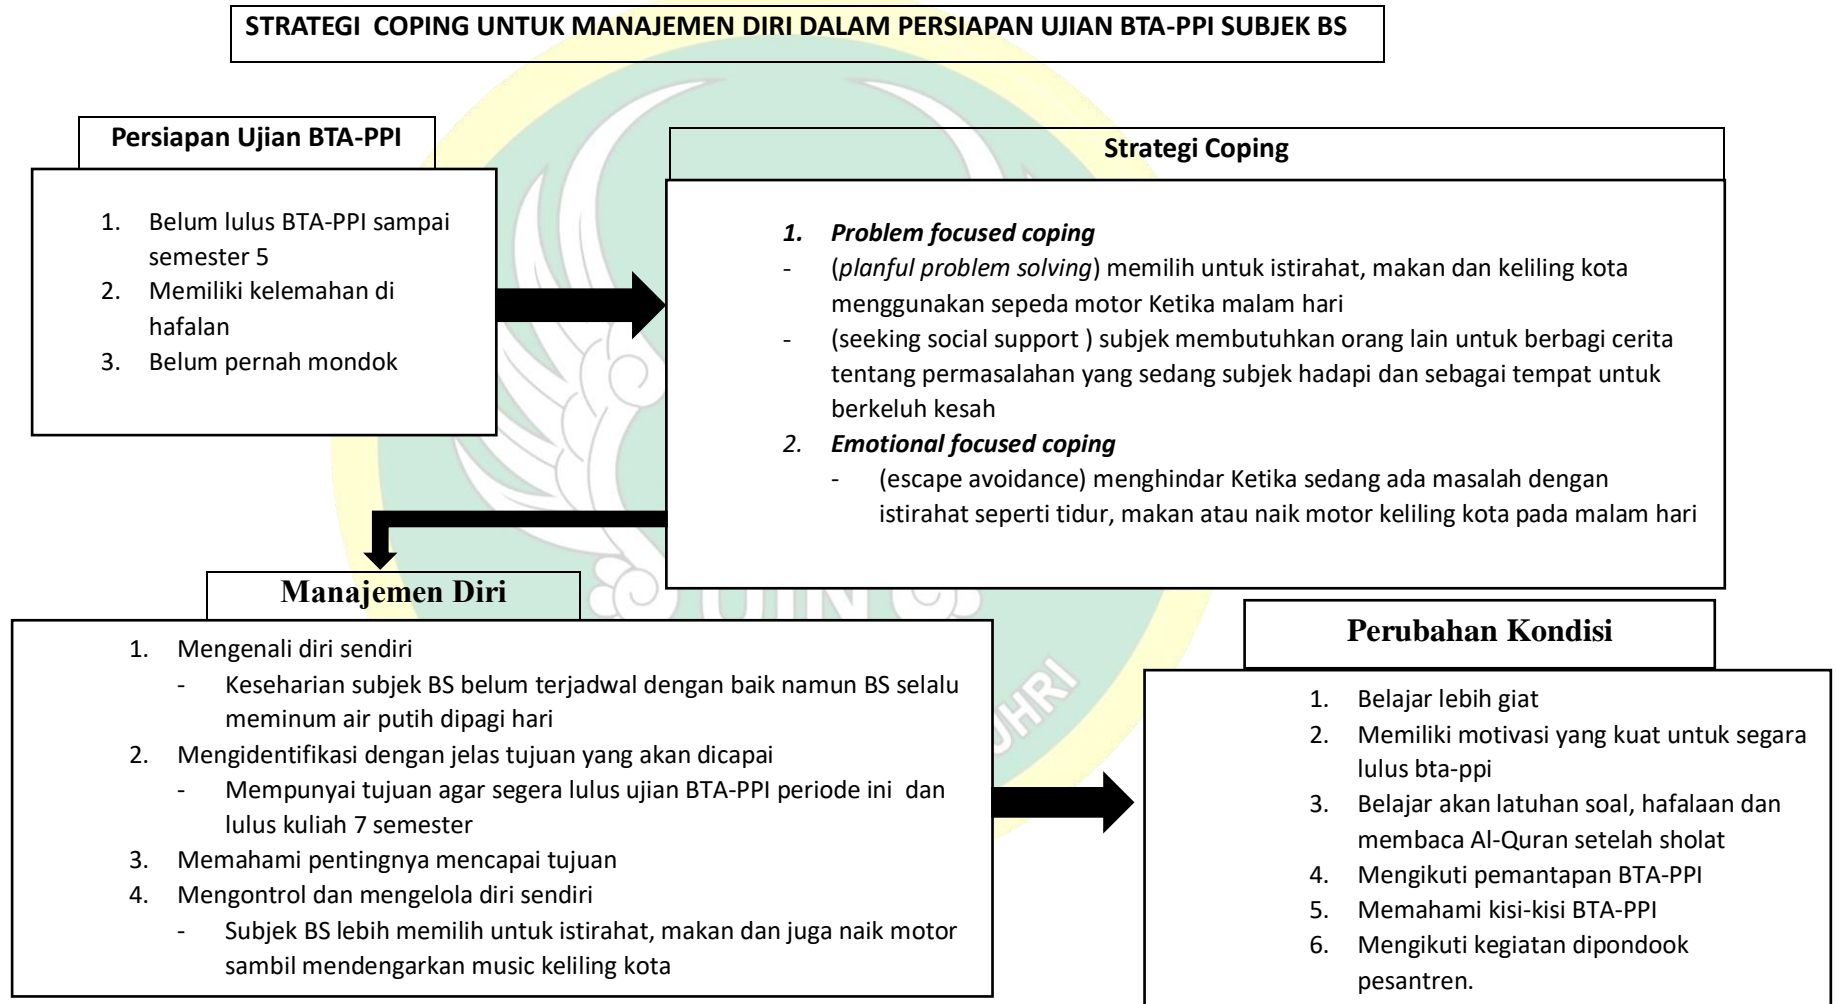 STRATEGI COPING UNTUK MANAJEMEN DIRI DALAM PERSIAPAN UJIAN BTA-PPI SUBJEK BS
Persiapan Ujian BTA-PPI
1. Belum lulus BTA-PPI sampai
semester 5
2. Memiliki kelemahan di
hafalan
3. Belum pernah mondok
Strategi Coping
1. Problem focused coping
- (planful problem solving) memilih untuk istirahat, makan dan keliling kota
menggunakan sepeda motor Ketika malam hari
- (seeking social support ) subjek membutuhkan orang lain untuk berbagi cerita
tentang permasalahan yang sedang subjek hadapi dan sebagai tempat untuk
berkeluh kesah
2. Emotional focused coping
- (escape avoidance) menghindar Ketika sedang ada masalah dengan
istirahat seperti tidur, makan atau naik motor keliling kota pada malam hari
Manajemen Diri
1. Mengenali diri sendiri
- Keseharian subjek BS belum terjadwal dengan baik namun BS selalu
meminum air putih dipagi hari
2. Mengidentifikasi dengan jelas tujuan yang akan dicapai
- Mempunyai tujuan agar segera lulus ujian BTA-PPI periode ini dan
lulus kuliah 7 semester
3. Memahami pentingnya mencapai tujuan
4. Mengontrol dan mengelola diri sendiri
- Subjek BS lebih memilih untuk istirahat, makan dan juga naik motor
sambil mendengarkan music keliling kota
Perubahan Kondisi
1. Belajar lebih giat
2. Memiliki motivasi yang kuat untuk segara
lulus bta-ppi
3. Belajar akan latuhan soal, hafalaan dan
membaca Al-Quran setelah sholat
4. Mengikuti pemantapan BTA-PPI
5. Memahami kisi-kisi BTA-PPI
6. Mengikuti kegiatan dipondook
pesantren.
UIN